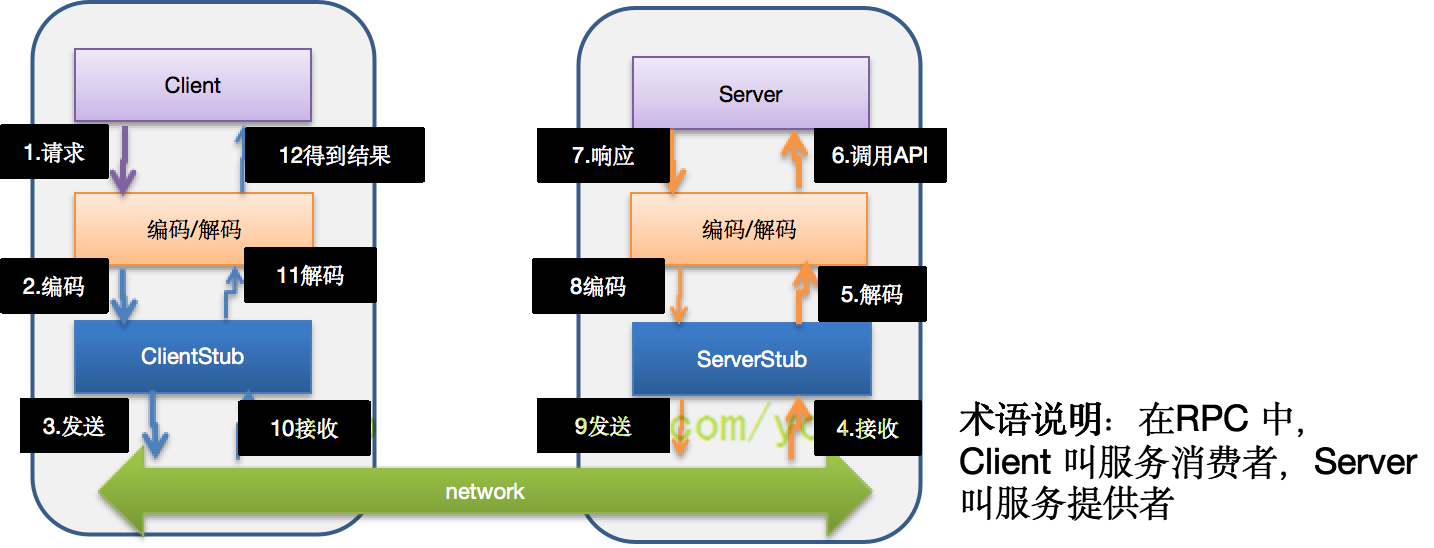 Client
Server
1.请求
12得到结果
7.响应
6.调用API
编码/解码
编码/解码
2.编码
11解码
8编码
5.解码
ClientStub
ServerStub
3.发送
10接收
9发送
.com/yo
4.接收
network
术语说明：在RPC 中，
Client 叫服务消费者，Server
叫服务提供者